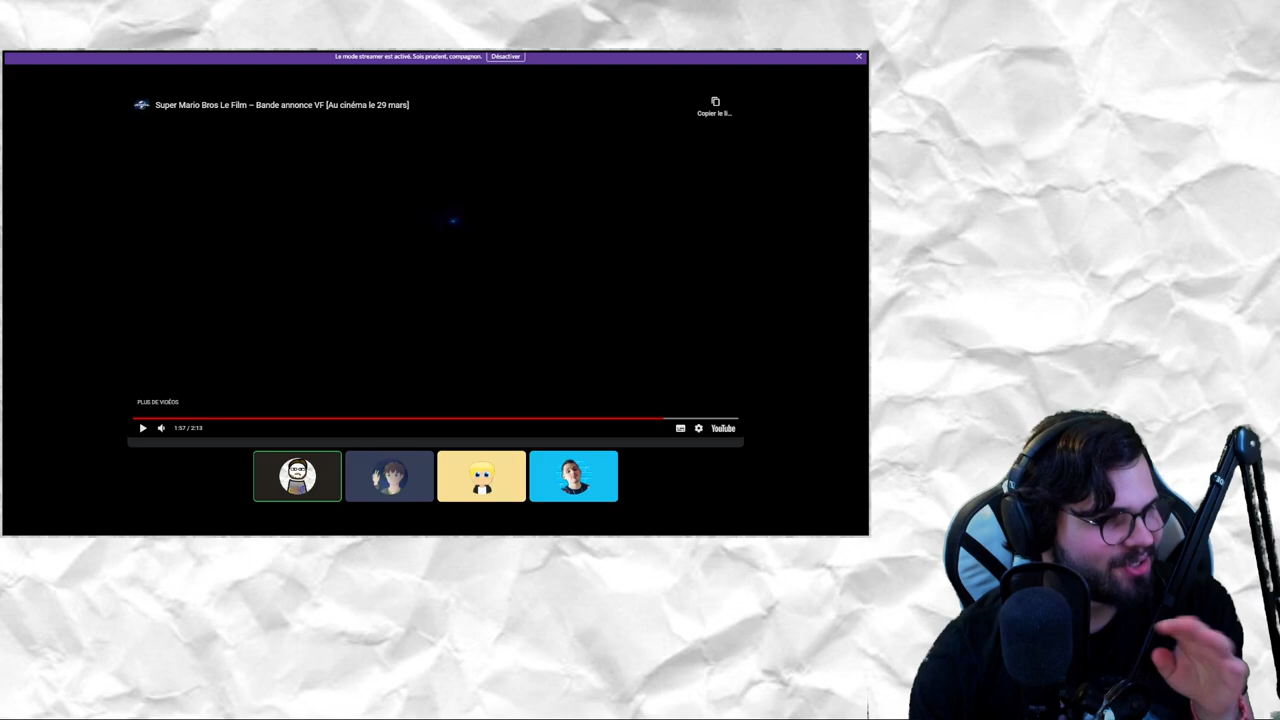 Le mode streamer est activé. Sois prudent, compagnon. Désactiver
Super Mario Bros Le Film – Bande annonce VF [Au cinéma le 29 mars]
Copier le li...
PLUS DE VIDÉOS
1:57 / 2:13
YouTube